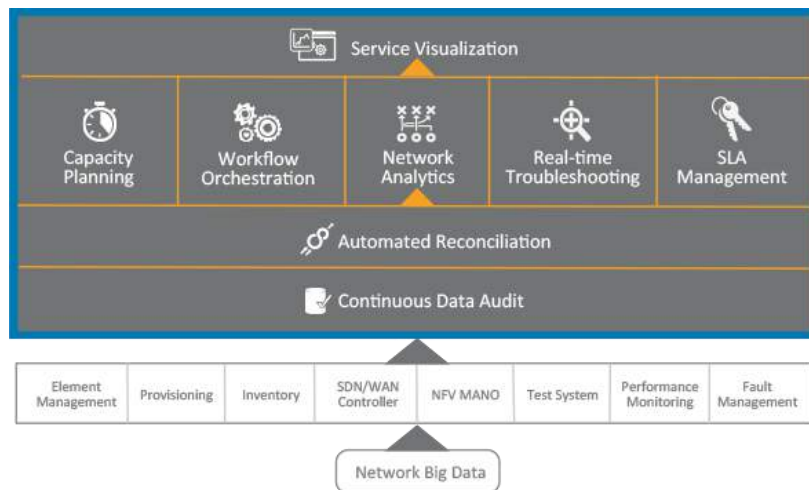 Service Visualization
Capacity
Planning
Workflow
Orchestration
Network
Analytics
Real-time
Troubleshooting
SLA
Management
Automated Reconciliation
Continuous Data Audit
Element
Management
Provisioning
Inventory
SDN/WAN
Controller
NFV MANO
Test System
Performance
Monitoring
Fault
Management
Network Big Data